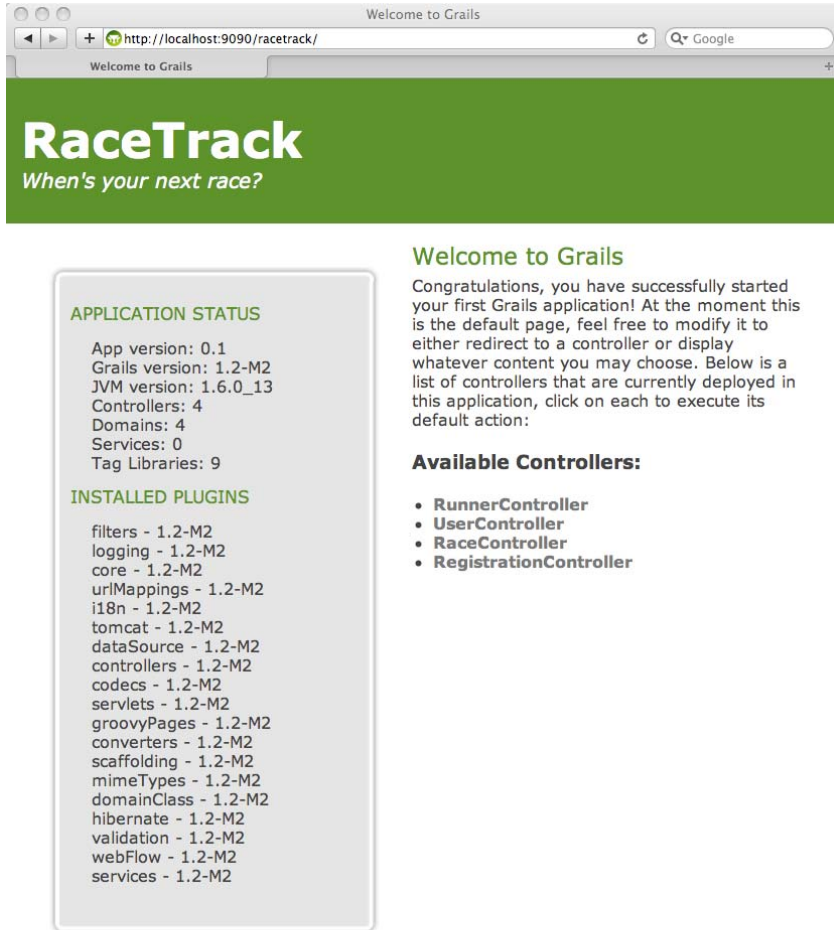 Welcome to Grails
http://localhost:9090/racetrack/
Google
Welcome to Grails
RaceTrack
When's your next race?
APPLICATION STATUS
App version: 0.1
Grails version: 1.2-M2
JVM version: 1.6.0_13
Controllers: 4
Domains: 4
Services: 0
Tag Libraries: 9
INSTALLED PLUGINS
filters - 1.2-M2
logging - 1.2-M2
core - 1.2-M2
urlMappings - 1.2-M2
i18n - 1.2-M2
tomcat - 1.2-M2
dataSource - 1.2-M2
controllers - 1.2-M2
codecs - 1.2-M2
servlets - 1.2-M2
groovyPages - 1.2-M2
converters - 1.2-M2
scaffolding - 1.2-M2
mimeTypes - 1.2-M2
domainClass - 1.2-M2
hibernate - 1.2-M2
validation - 1.2-M2
webFlow - 1.2-M2
services - 1.2-M2
Welcome to Grails
Congratulations, you have successfully started
your first Grails application! At the moment this
is the default page, feel free to modify it to
either redirect to a controller or display
whatever content you may choose. Below is a
list of controllers that are currently deployed in
this application, click on each to execute its
default action:
Available Controllers:
• RunnerController
• UserController
• RaceController
• RegistrationController